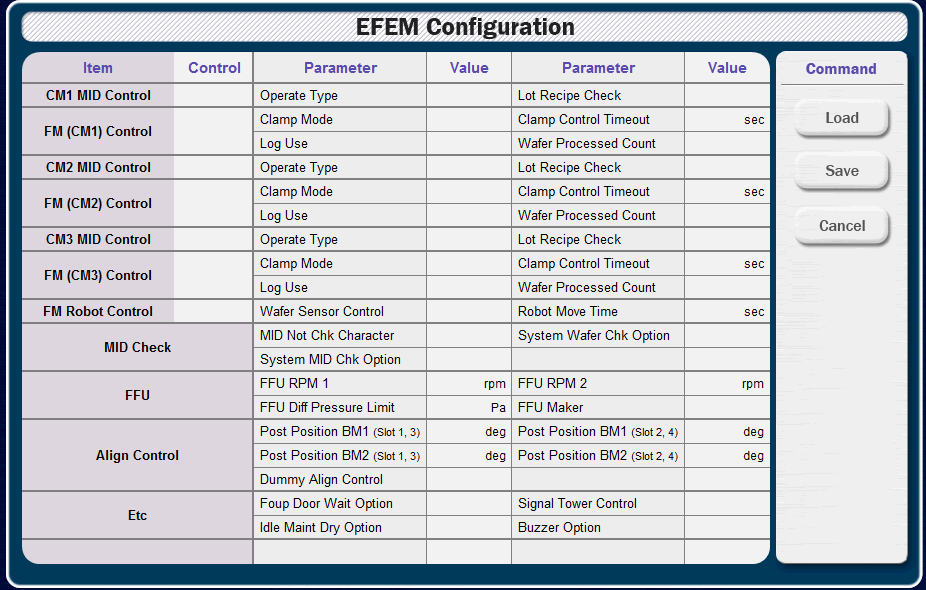 EFEM Configuration
Item Control Parameter Value Parameter Value
CM1 MID Control Operate Type Lot Recipe Check
FM (CM1) Control Clamp Mode Clamp Control Timeout sec
Log Use Wafer Processed Count
CM2 MID Control Operate Type Lot Recipe Check
FM (CM2) Control Clamp Mode Clamp Control Timeout sec
Log Use Wafer Processed Count
CM3 MID Control Operate Type Lot Recipe Check
FM (CM3) Control Clamp Mode Clamp Control Timeout sec
Log Use Wafer Processed Count
FM Robot Control Wafer Sensor Control Robot Move Time sec
MID Check MID Not Chk Character System Wafer Chk Option
System MID Chk Option
FFU FFU RPM 1 rpm FFU RPM 2 rpm
FFU Diff Pressure Limit Pa FFU Maker
Align Control Post Position BM1 (Slot 1, 3) deg Post Position BM1 (Slot 2, 4) deg
Post Position BM2 (Slot 1, 3) deg Post Position BM2 (Slot 2, 4) deg
Dummy Align Control
Etc Foup Door Wait Option Signal Tower Control
Idle Maint Dry Option Buzzer Option
Command
Load
Save
Cancel